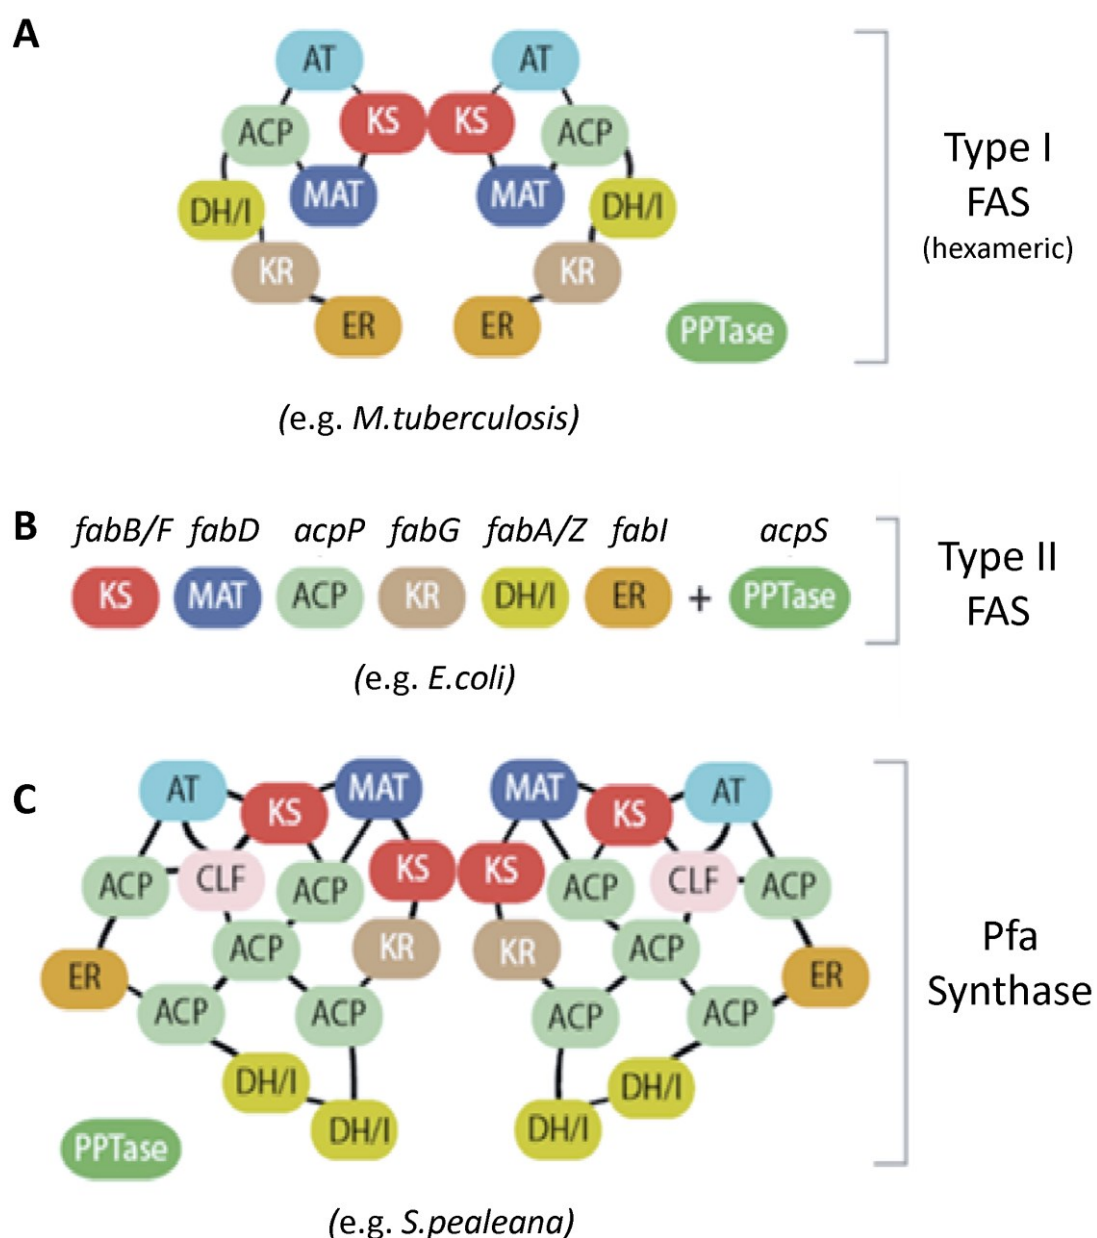 A
AT AT
KS KS
ACP ACP
MAT MAT
DH/I DH/I
KR KR
ER ER
PPTase
Type I
FAS
(hexameric)
(e.g. M.tuberculosis)
B
fabB/F fabD acpP fabG fabA/Z fabI acpS
KS MAT ACP KR DH/I ER + PPTase
Type II
FAS
(e.g. E.coli)
C
AT KS MAT MAT KS AT
ACP CLF ACP KS KS ACP CLF ACP
ER ACP KR KR ACP ER
ACP ACP ACP ACP
DH/I DH/I
DH/I DH/I
PPTase
Pfa
Synthase
(e.g. S.pealeana)